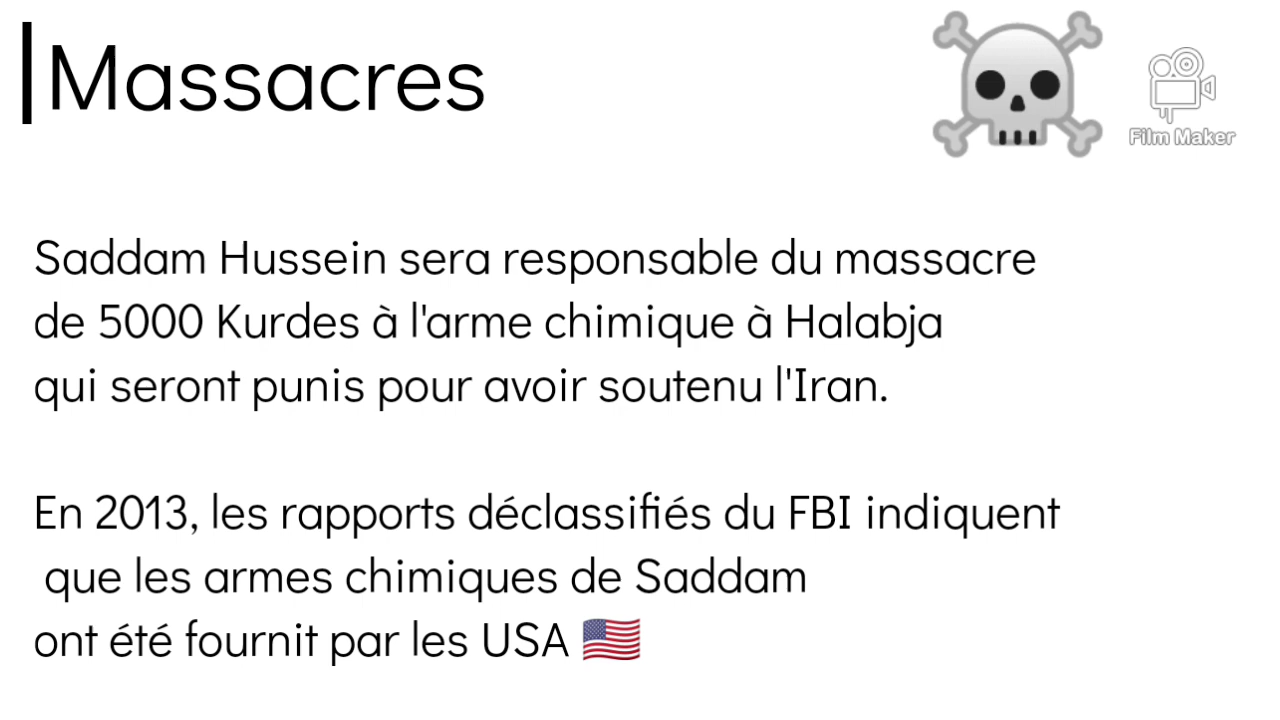 Massacres
Film Maker
Saddam Hussein sera responsable du massacre
de 5000 Kurdes à l'arme chimique à Halabja
qui seront punis pour avoir soutenu l'Iran.
En 2013, les rapports déclassifiés du FBI indiquent
que les armes chimiques de Saddam
ont été fournit par les USA 🇺🇸